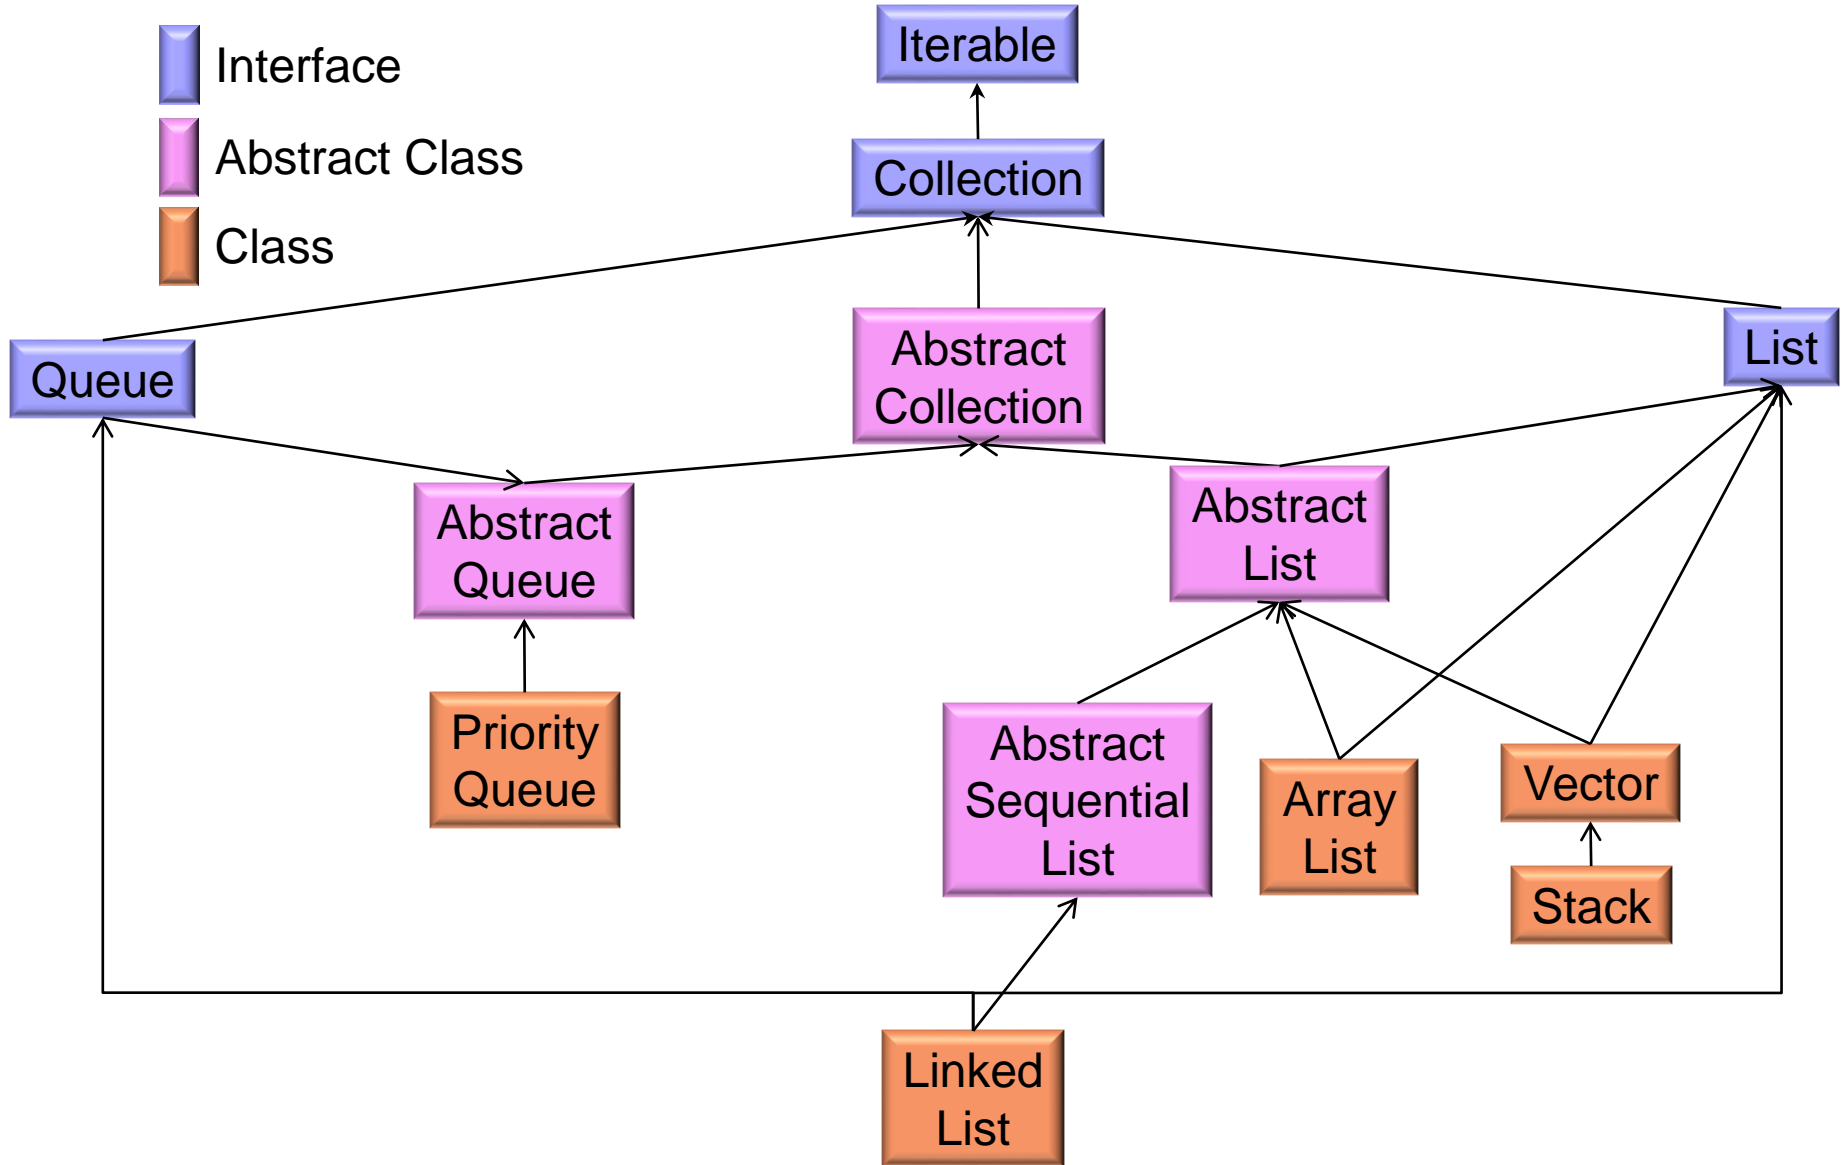 Interface
Abstract Class
Class
Iterable
Collection
Queue
Abstract
Collection
List
Abstract
Queue
Abstract
List
Priority
Queue
Abstract
Sequential
List
Array
List
Vector
Stack
Linked
List